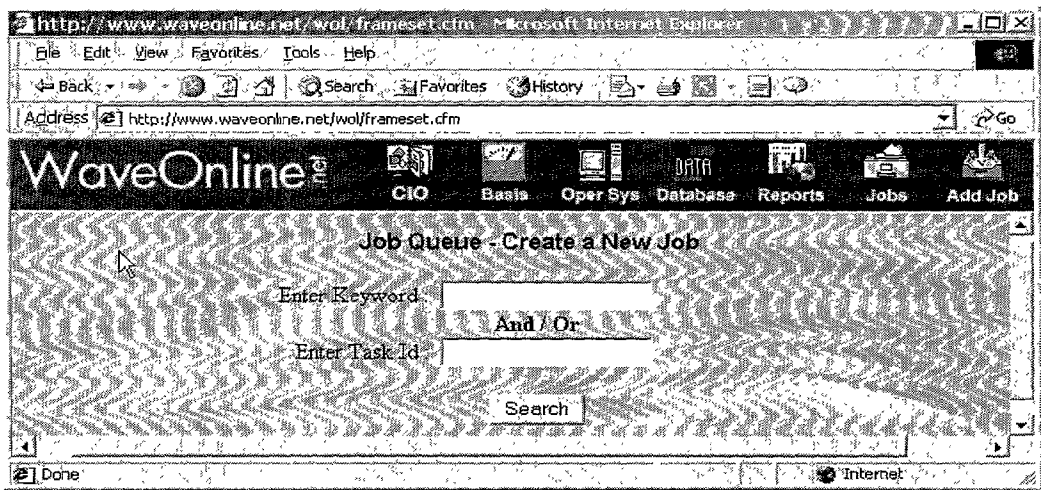 http://www.waveonline.net/wol/frameset.cfm - Microsoft Internet Explorer
File Edit View Favorites Tools Help
Back Search Favorites History
Address http://www.waveonline.net/wol/frameset.cfm Go
WaveOnline.net CIO Basis Oper Sys DATA Database Reports Jobs Add Job
Job Queue - Create a New Job
Enter Keyword :
And / Or
Enter Task Id :
Search
Done Internet